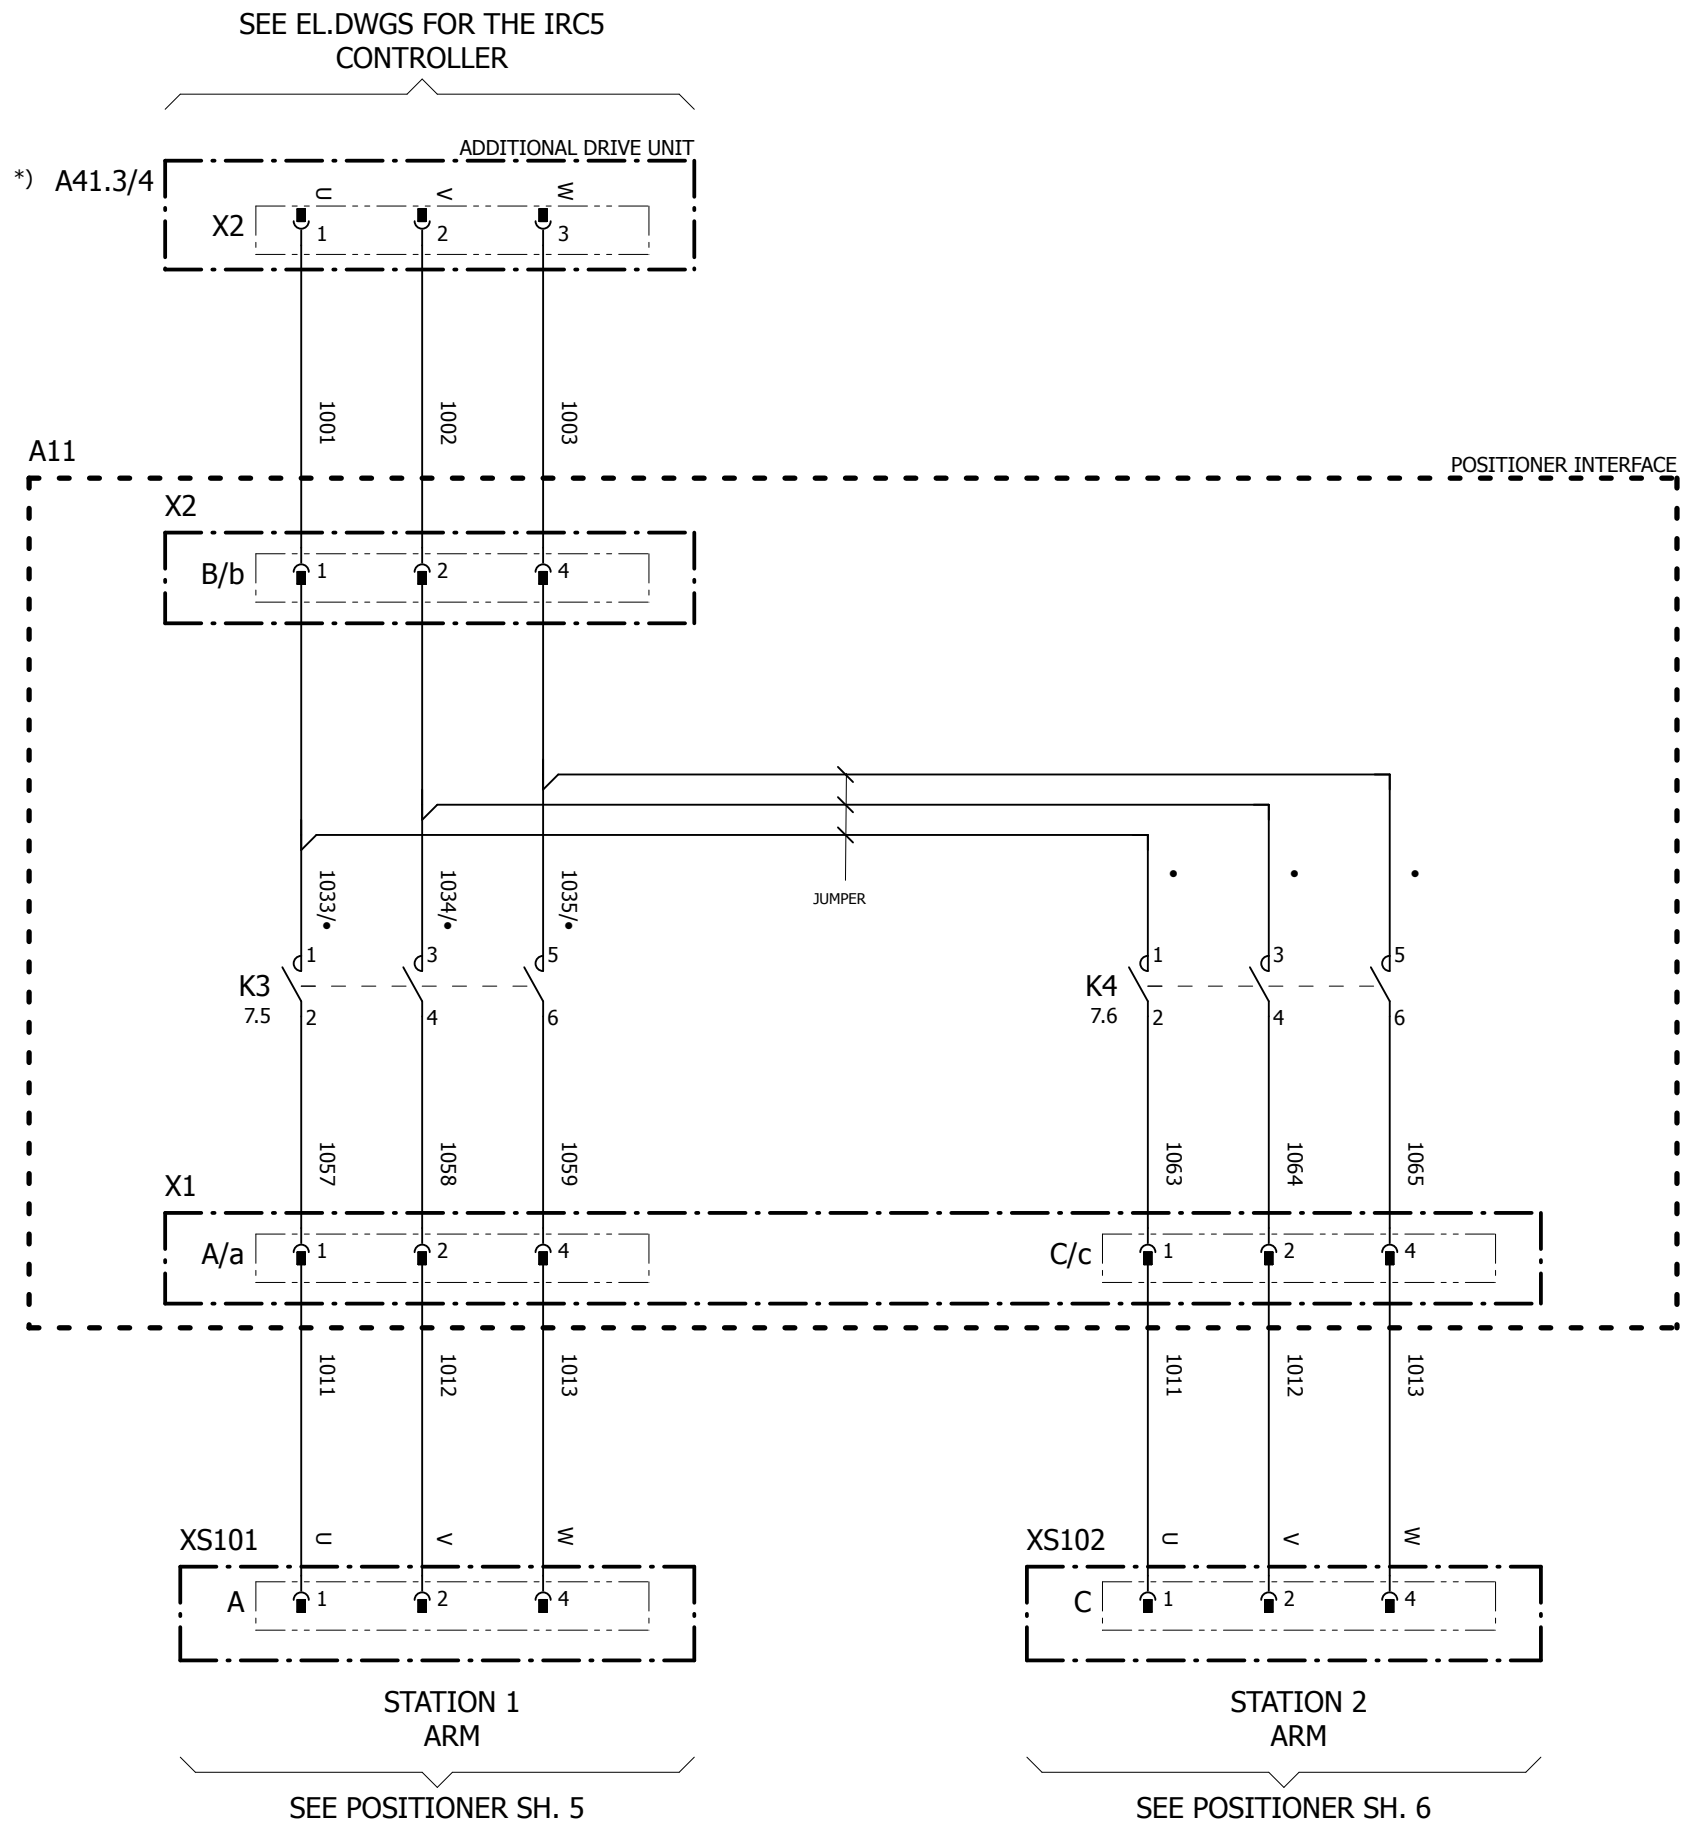 SEE EL.DWGS FOR THE IRC5
CONTROLLER
ADDITIONAL DRIVE UNIT
*) A41.3/4
U V W
X2
1 2 3
1001 1002 1003
A11
POSITIONER INTERFACE
X2
B/b
1 2 4
1033/• 1034/• 1035/•
JUMPER
• • •
K3
7.5
1 3 5
2 4 6
K4
7.6
1 3 5
2 4 6
1057 1058 1059
1063 1064 1065
X1
A/a
1 2 4
C/c
1 2 4
1011 1012 1013
1011 1012 1013
XS101
U V W
A
1 2 4
XS102
U V W
C
1 2 4
STATION 1
ARM
SEE POSITIONER SH. 5
STATION 2
ARM
SEE POSITIONER SH. 6